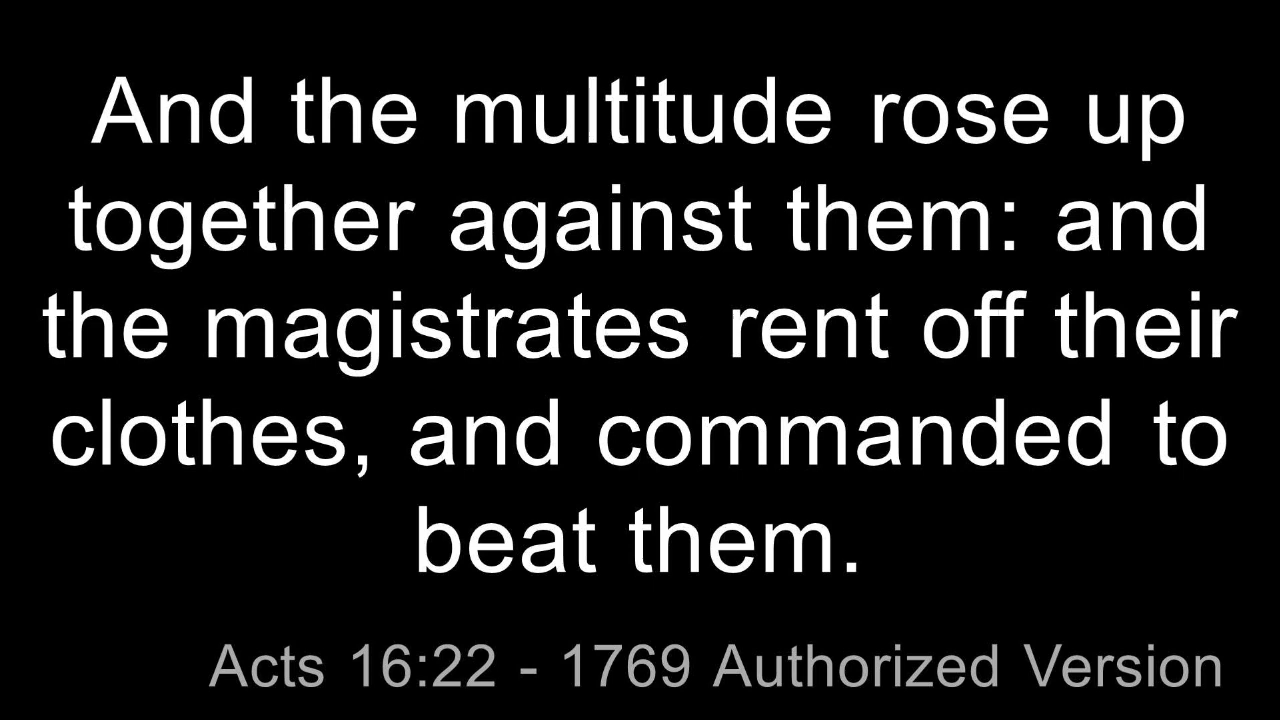 And the multitude rose up
together against them: and
the magistrates rent off their
clothes, and commanded to
beat them.
Acts 16:22 - 1769 Authorized Version